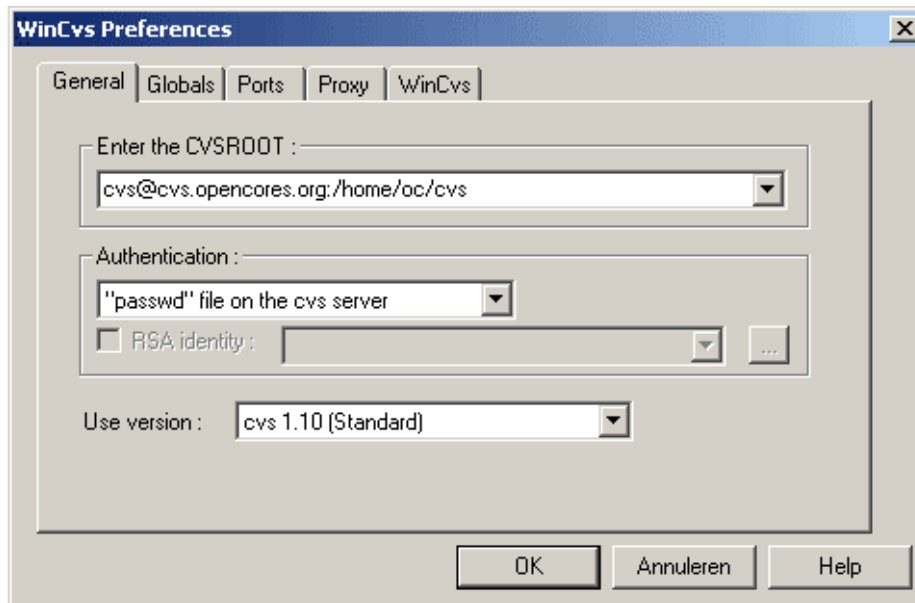 WinCvs Preferences
General Globals Ports Proxy WinCvs
Enter the CVSROOT :
cvs@cvs.opencores.org:/home/oc/cvs
Authentication :
"passwd" file on the cvs server
RSA identity :
...
Use version : cvs 1.10 (Standard)
OK Annuleren Help